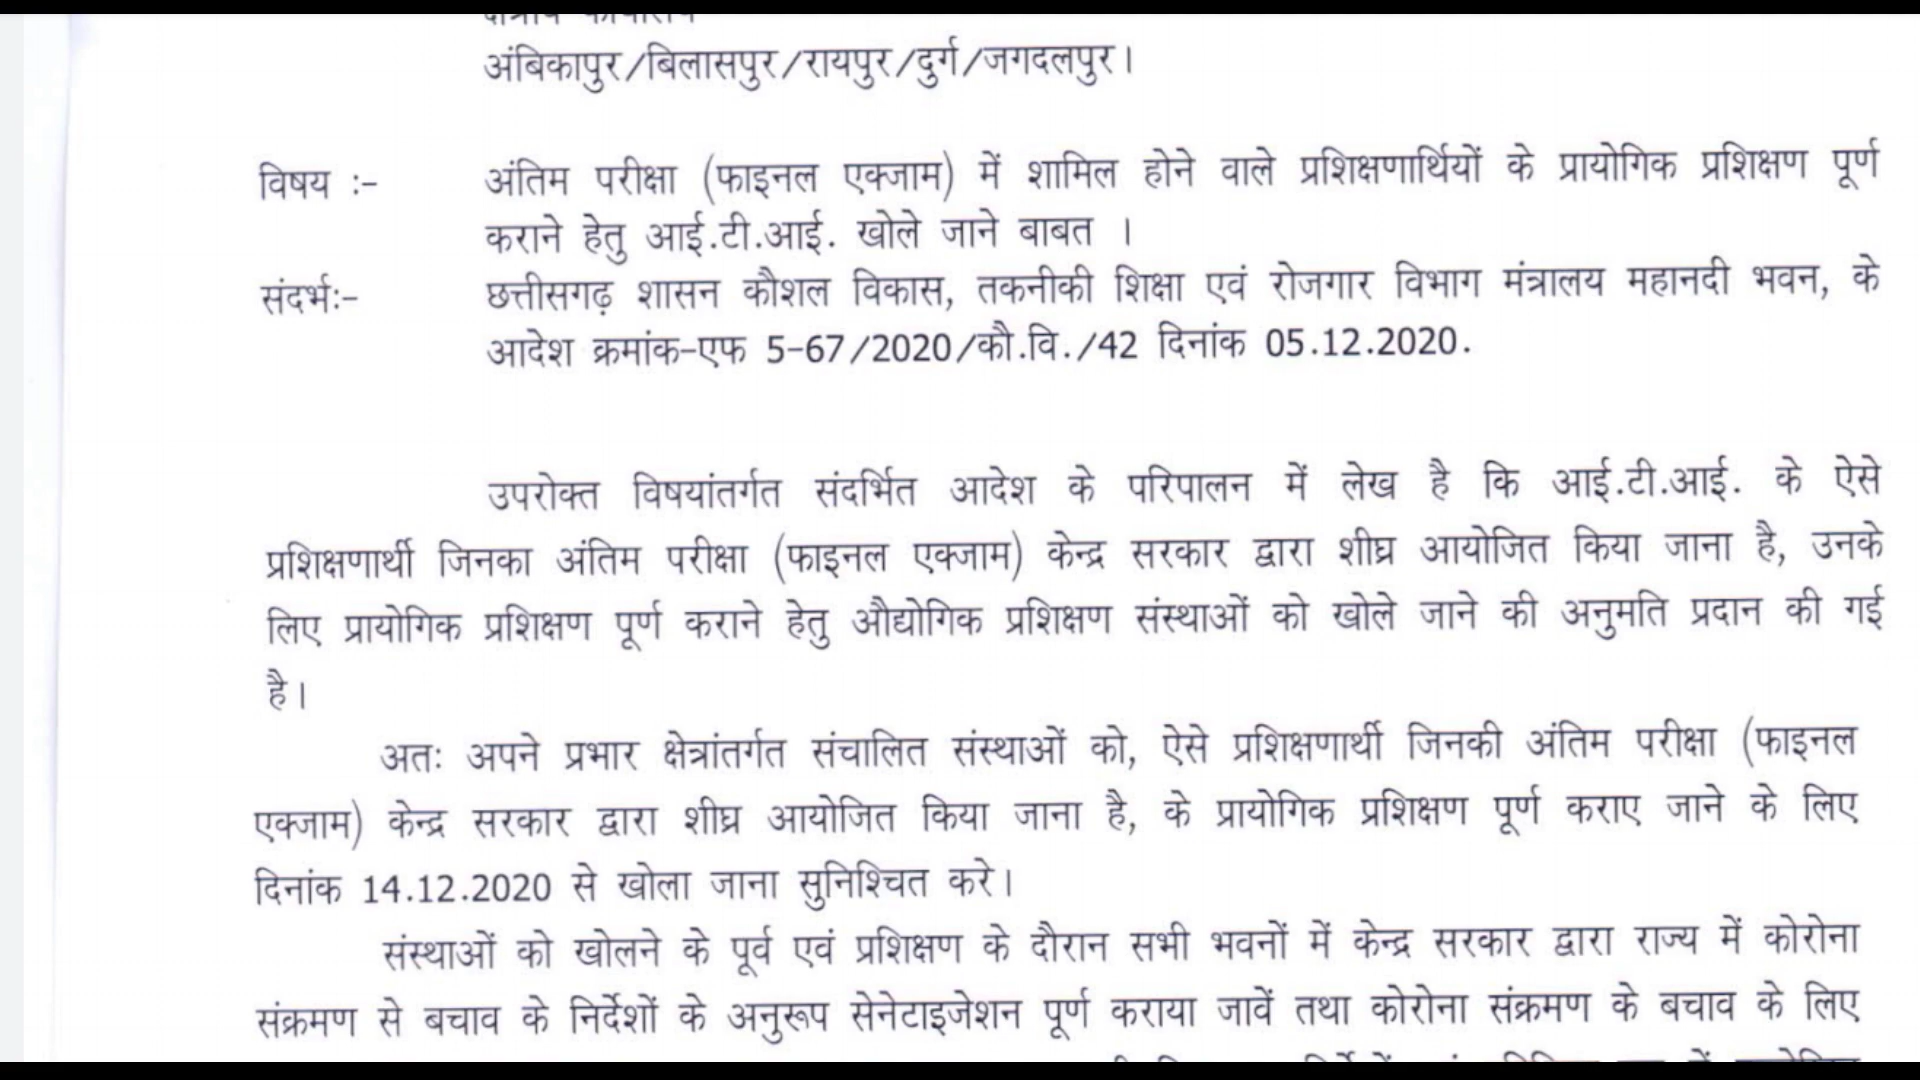 अंबिकापुर/बिलासपुर/रायपुर/दुर्ग/जगदलपुर।
विषय :- अंतिम परीक्षा (फाइनल एक्जाम) में शामिल होने वाले प्रशिक्षणार्थियों के प्रायोगिक प्रशिक्षण पूर्ण
कराने हेतु आई.टी.आई. खोले जाने बाबत ।
संदर्भः- छत्तीसगढ़ शासन कौशल विकास, तकनीकी शिक्षा एवं रोजगार विभाग मंत्रालय महानदी भवन, के
आदेश क्रमांक-एफ 5-67/2020/कौ.वि./42 दिनांक 05.12.2020.
उपरोक्त विषयांतर्गत संदर्भित आदेश के परिपालन में लेख है कि आई.टी.आई. के ऐसे
प्रशिक्षणार्थी जिनका अंतिम परीक्षा (फाइनल एक्जाम) केन्द्र सरकार द्वारा शीघ्र आयोजित किया जाना है, उनके
लिए प्रायोगिक प्रशिक्षण पूर्ण कराने हेतु औद्योगिक प्रशिक्षण संस्थाओं को खोले जाने की अनुमति प्रदान की गई
है।
अतः अपने प्रभार क्षेत्रांतर्गत संचालित संस्थाओं को, ऐसे प्रशिक्षणार्थी जिनकी अंतिम परीक्षा (फाइनल
एक्जाम) केन्द्र सरकार द्वारा शीघ्र आयोजित किया जाना है, के प्रायोगिक प्रशिक्षण पूर्ण कराए जाने के लिए
दिनांक 14.12.2020 से खोला जाना सुनिश्चित करे।
संस्थाओं को खोलने के पूर्व एवं प्रशिक्षण के दौरान सभी भवनों में केन्द्र सरकार द्वारा राज्य में कोरोना
संक्रमण से बचाव के निर्देशों के अनुरूप सेनेटाइजेशन पूर्ण कराया जावें तथा कोरोना संक्रमण के बचाव के लिए